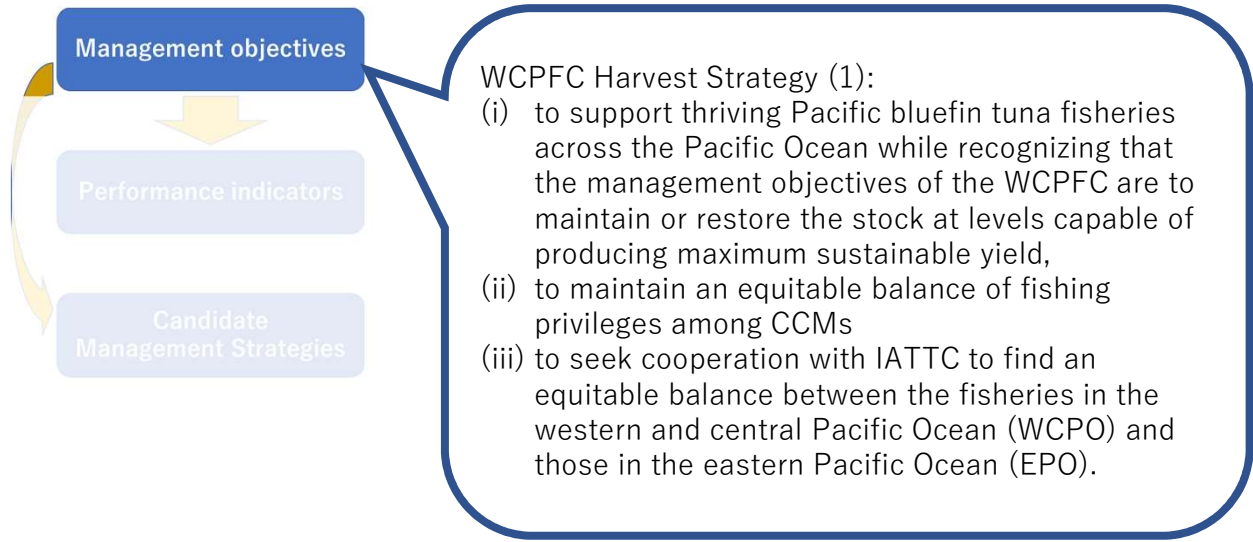 Management objectives
Performance indicators
Candidate
Management Strategies
WCPFC Harvest Strategy (1):
(i) to support thriving Pacific bluefin tuna fisheries
across the Pacific Ocean while recognizing that
the management objectives of the WCPFC are to
maintain or restore the stock at levels capable of
producing maximum sustainable yield,
(ii) to maintain an equitable balance of fishing
privileges among CCMs
(iii) to seek cooperation with IATTC to find an
equitable balance between the fisheries in the
western and central Pacific Ocean (WCPO) and
those in the eastern Pacific Ocean (EPO).